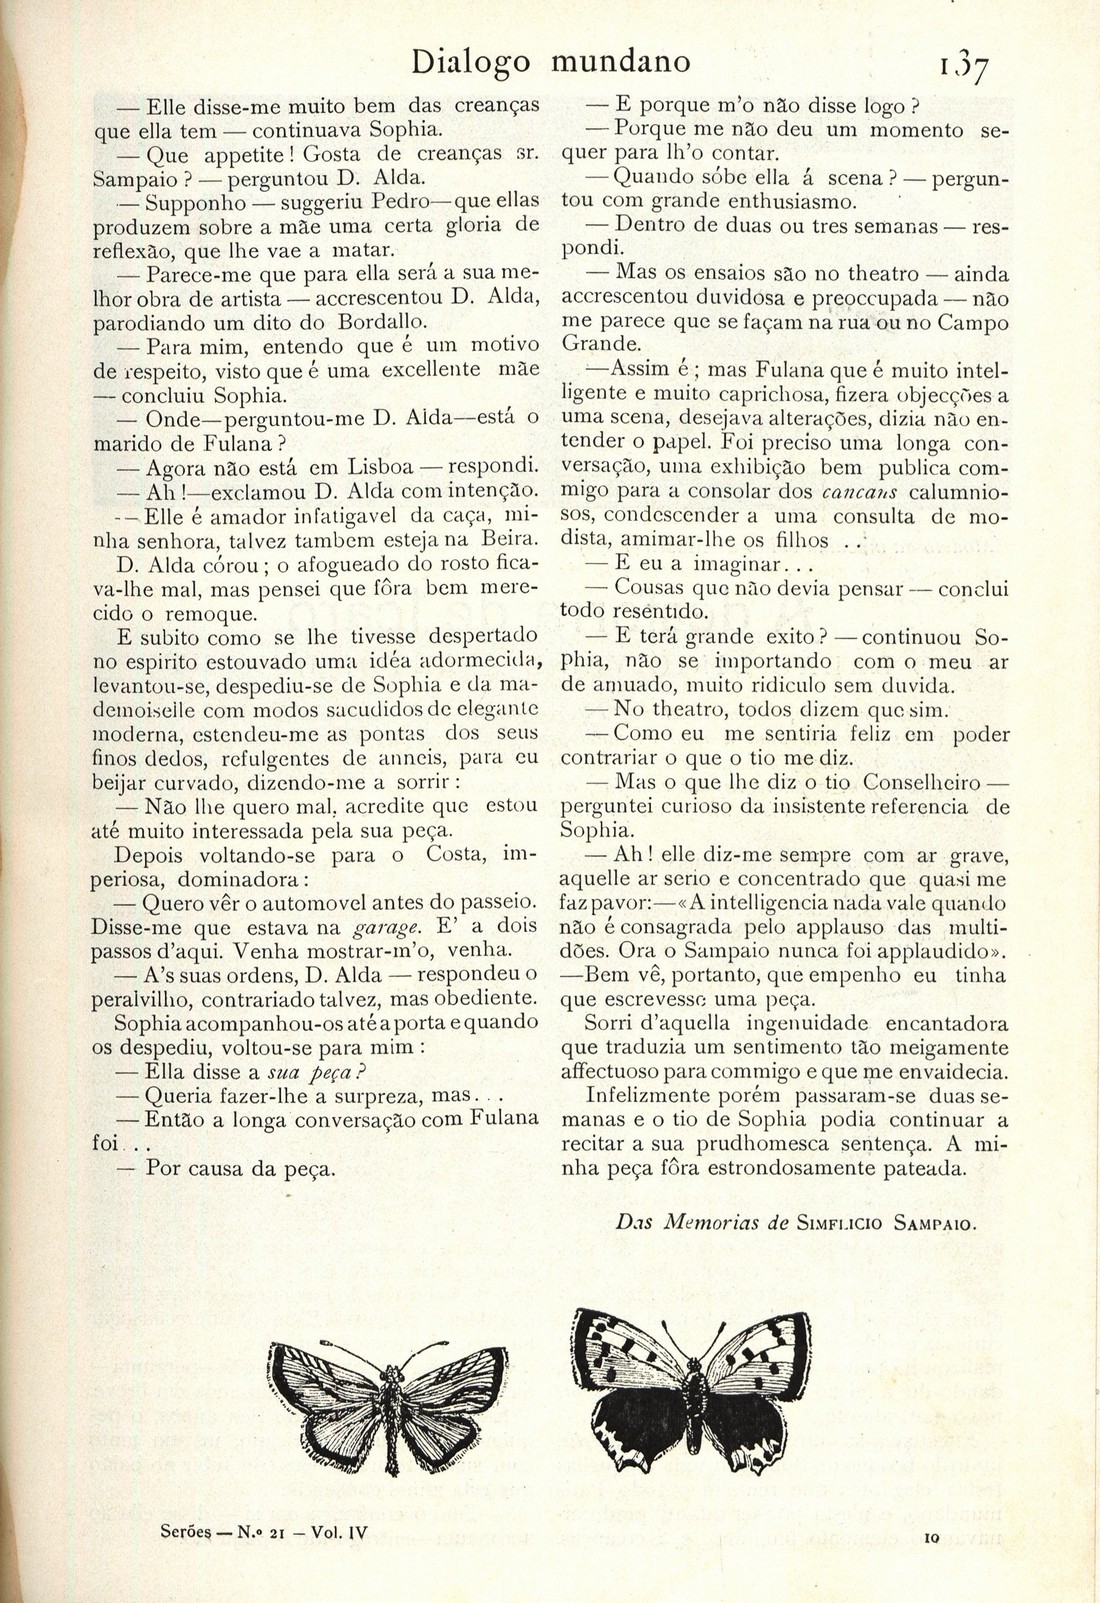 Dialogo mundano
137
— Elle disse-me muito bem das creanças
que ella tem — continuava Sophia.
— Que appetite! Gosta de creanças sr.
Sampaio? — perguntou D. Alda.
— Supponho — suggeriu Pedro—que ellas
produzem sobre a mãe uma certa gloria de
reflexão, que lhe vae a matar.
— Parece-me que para ella será a sua me-
lhor obra de artista — accrescentou D. Alda,
parodiando um dito do Bordallo.
— Para mim, entendo que é um motivo
de respeito, visto que é uma excellente mãe
— concluiu Sophia.
— Onde—perguntou-me D. Alda—está o
marido de Fulana?
— Agora não está em Lisboa — respondi.
— Ah!—exclamou D. Alda com intenção.
— Elle é amador infatigavel da caça, mi-
nha senhora, talvez tambem esteja na Beira.
D. Alda córou; o afogueado do rosto fica-
va-lhe mal, mas pensei que fôra bem mere-
cido o remoque.
E subito como se lhe tivesse despertado
no espirito estouvado uma idéa adormecida,
levantou-se, despediu-se de Sophia e da ma-
demoiselle com modos sacudidos de elegante
moderna, estendeu-me as pontas dos seus
finos dedos, refulgentes de anneis, para eu
beijar curvado, dizendo-me a sorrir:
— Não lhe quero mal, acredite que estou
até muito interessada pela sua peça.
Depois voltando-se para o Costa, im-
periosa, dominadora:
— Quero vêr o automovel antes do passeio.
Disse-me que estava na garage. E' a dois
passos d'aqui. Venha mostrar-m'o, venha.
— A's suas ordens, D. Alda — respondeu o
peralvilho, contrariado talvez, mas obediente.
Sophia acompanhou-os até a porta e quando
os despediu, voltou-se para mim:
— Ella disse a sua peça?
— Queria fazer-lhe a surpreza, mas. . .
— Então a longa conversação com Fulana
foi. . .
— Por causa da peça.
— E porque m'o não disse logo?
— Porque me não deu um momento se-
quer para lh'o contar.
— Quando sóbe ella á scena? — pergun-
tou com grande enthusiasmo.
— Dentro de duas ou tres semanas — res-
pondi.
— Mas os ensaios são no theatro — ainda
accrescentou duvidosa e preoccupada — não
me parece que se façam na rua ou no Campo
Grande.
—Assim é; mas Fulana que é muito intel-
ligente e muito caprichosa, fizera objecções a
uma scena, desejava alterações, dizia não en-
tender o papel. Foi preciso uma longa con-
versação, uma exhibição bem publica com-
migo para a consolar dos cancans calumnio-
sos, condescender a uma consulta de mo-
dista, amimar-lhe os filhos . .
— E eu a imaginar. . .
— Cousas que não devia pensar — conclui
todo resentido.
— E terá grande exito? — continuou So-
phia, não se importando com o meu ar
de amuado, muito ridiculo sem duvida.
— No theatro, todos dizem que sim.
— Como eu me sentiria feliz em poder
contrariar o que o tio me diz.
— Mas o que lhe diz o tio Conselheiro —
perguntei curioso da insistente referencia de
Sophia.
— Ah! elle diz-me sempre com ar grave,
aquelle ar serio e concentrado que quasi me
faz pavor:—«A intelligencia nada vale quando
não é consagrada pelo applauso das multi-
dões. Ora o Sampaio nunca foi applaudido».
—Bem vê, portanto, que empenho eu tinha
que escrevesse uma peça.
Sorri d'aquella ingenuidade encantadora
que traduzia um sentimento tão meigamente
affectuoso para commigo e que me envaidecia.
Infelizmente porém passaram-se duas se-
manas e o tio de Sophia podia continuar a
recitar a sua prudhomesca sentença. A mi-
nha peça fôra estrondosamente pateada.
Das Memorias de SIMPLICIO SAMPAIO.
Serões — N.º 21 — Vol. IV
10